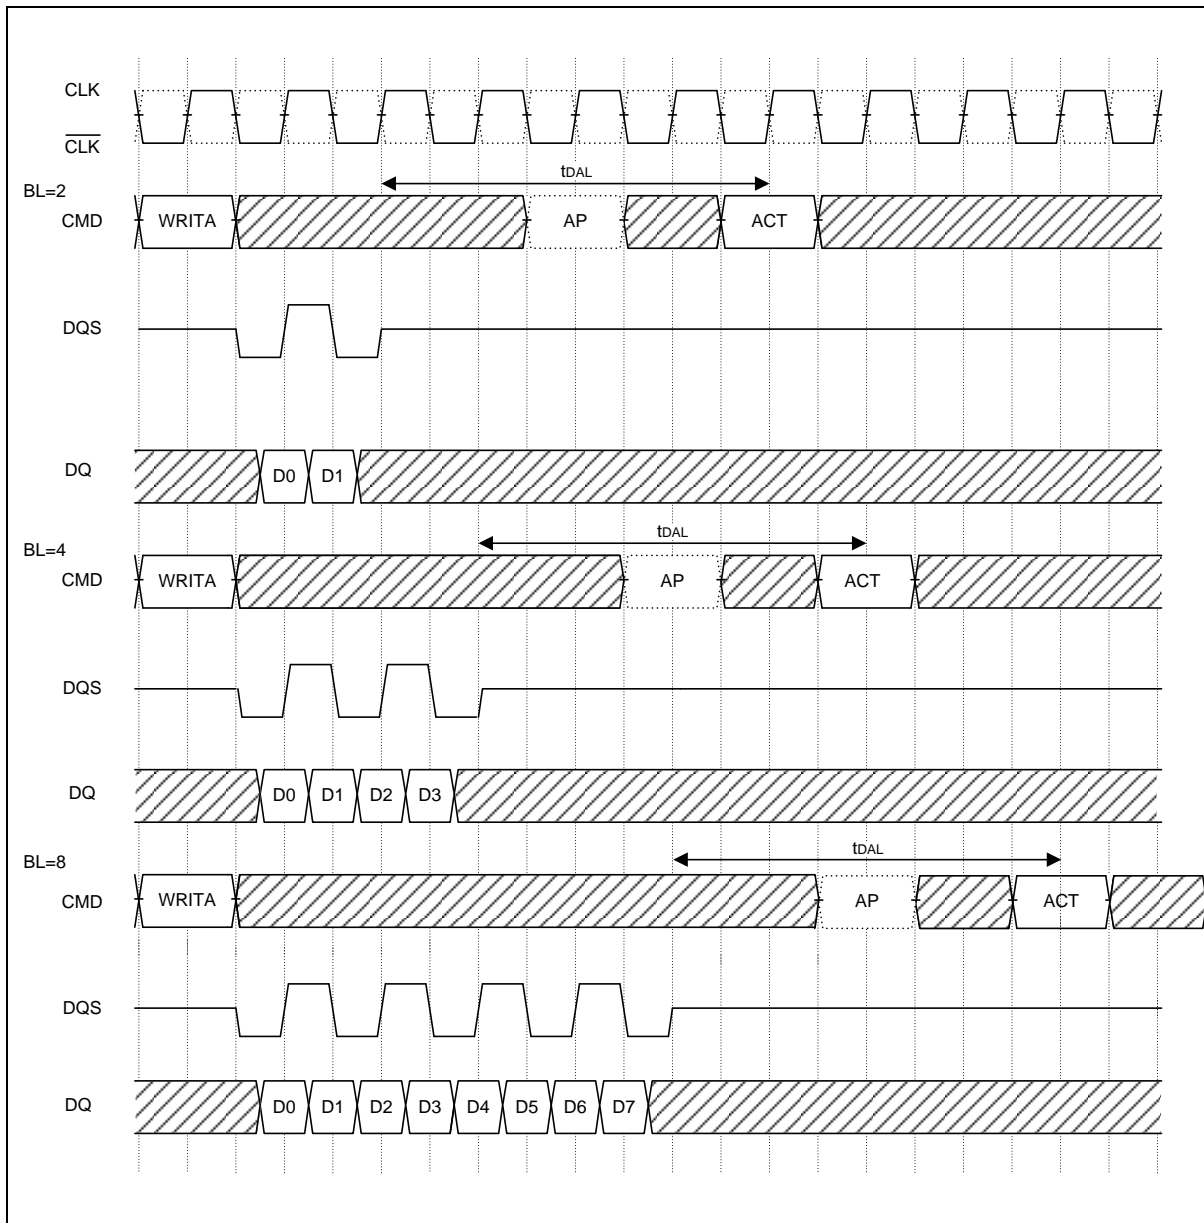 CLK
CLK
tDAL
BL=2
CMD WRITA AP ACT
DQS
DQ D0 D1
tDAL
BL=4
CMD WRITA AP ACT
DQS
DQ D0 D1 D2 D3
tDAL
BL=8
CMD WRITA AP ACT
DQS
DQ D0 D1 D2 D3 D4 D5 D6 D7